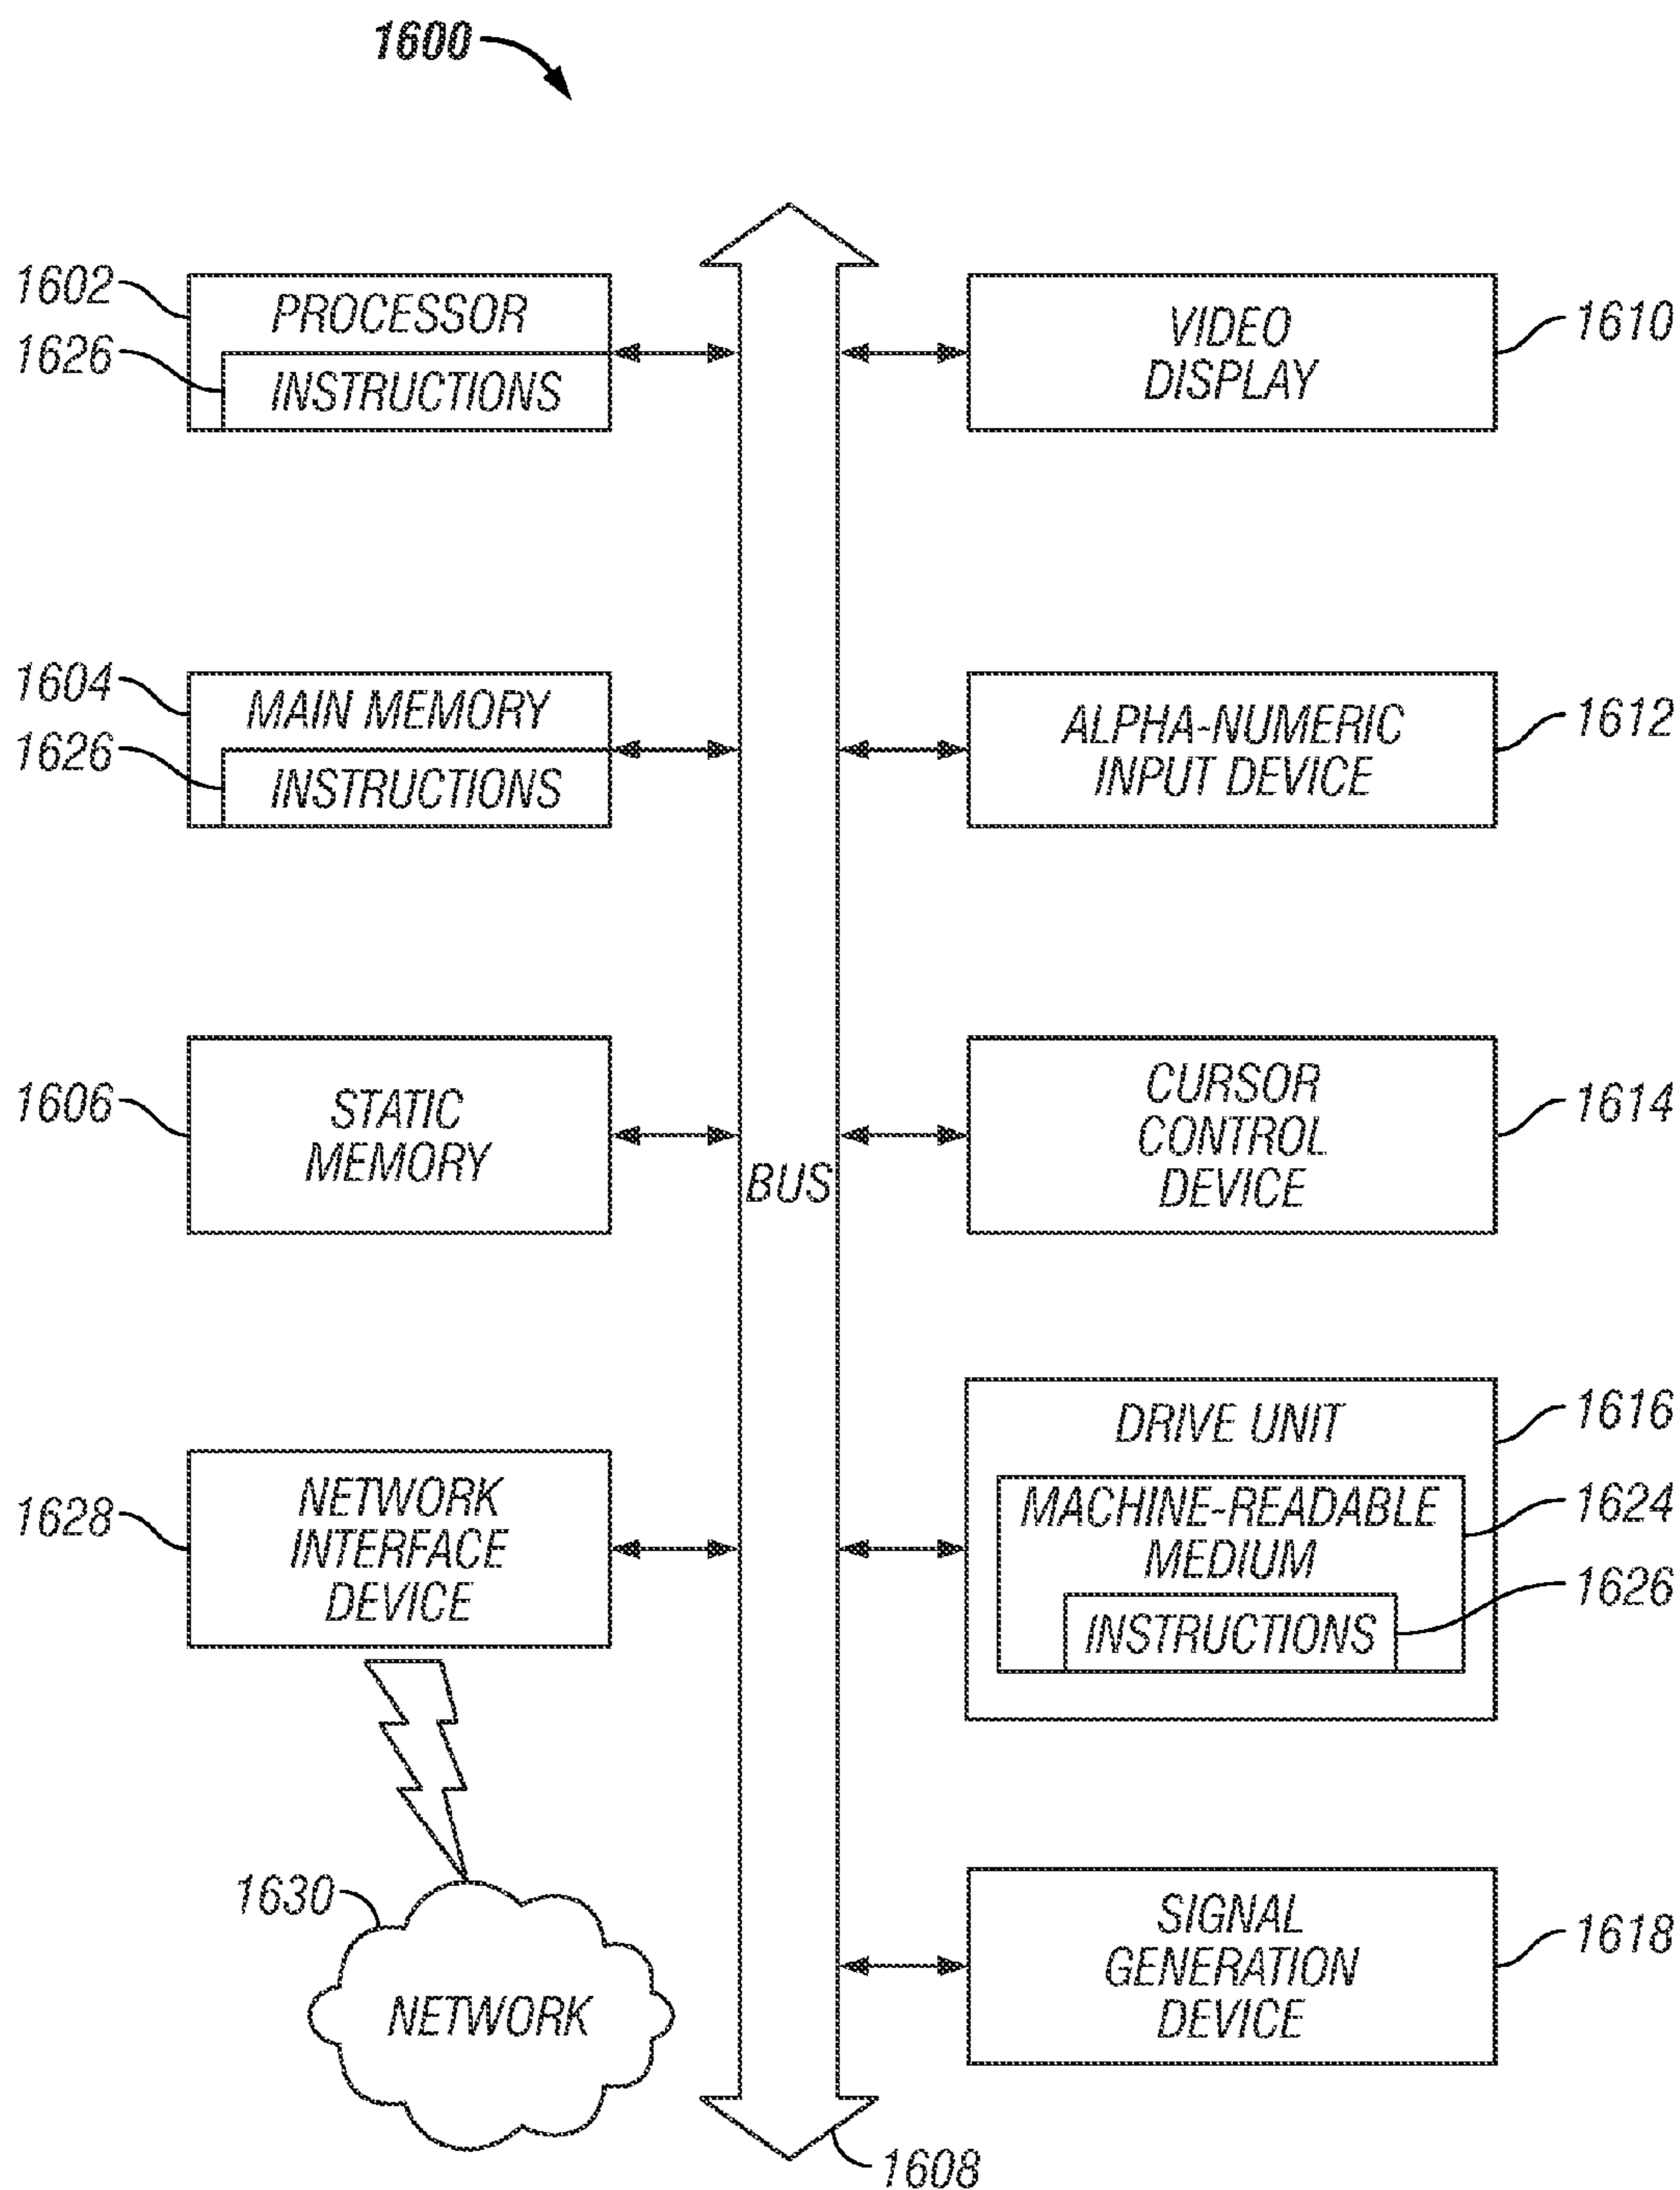 1600
1602
PROCESSOR
1626
INSTRUCTIONS
VIDEO
DISPLAY
1610
1604
MAIN MEMORY
1626
INSTRUCTIONS
ALPHA-NUMERIC
INPUT DEVICE
1612
1606
STATIC
MEMORY
BUS
CURSOR
CONTROL
DEVICE
1614
1628
NETWORK
INTERFACE
DEVICE
DRIVE UNIT
1616
MACHINE-READABLE
MEDIUM
1624
INSTRUCTIONS
1626
1630
NETWORK
SIGNAL
GENERATION
DEVICE
1618
1608